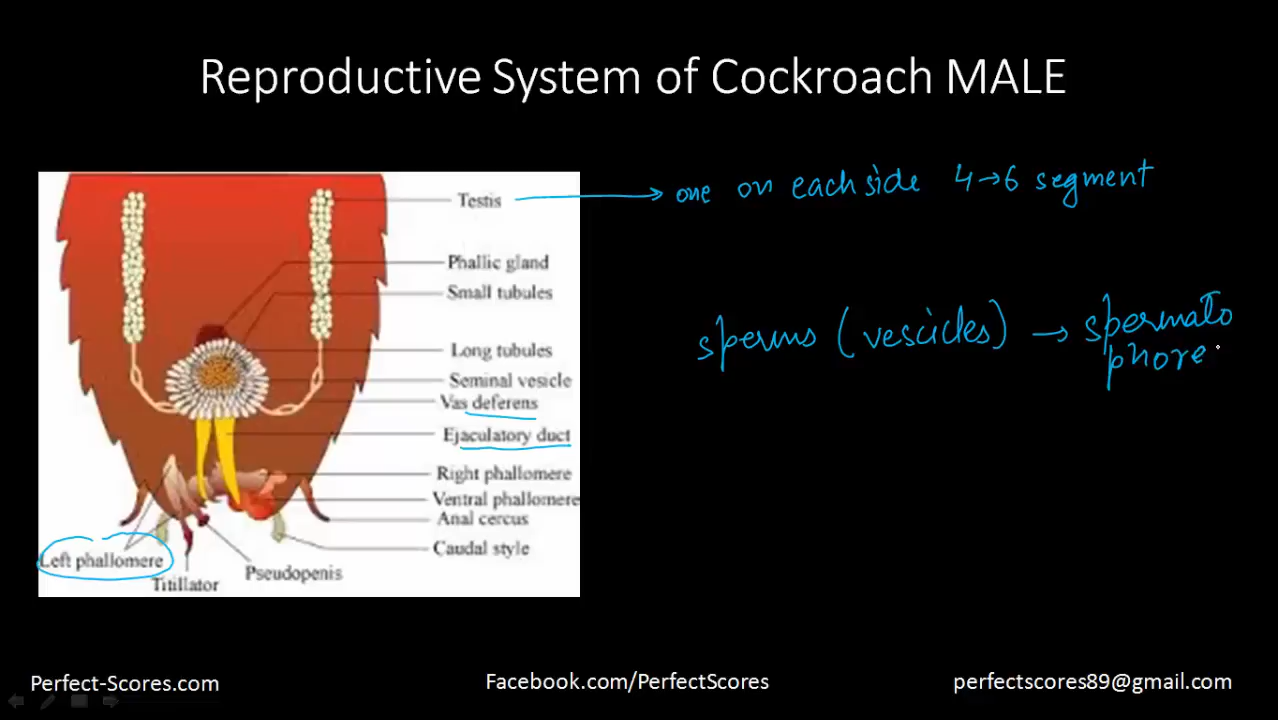 Reproductive System of Cockroach MALE
Testis
one on each side 4→6 segment
Phallic gland
Small tubules
Long tubules
Seminal vesicle
Vas deferens
Ejaculatory duct
Right phallomere
Ventral phallomere
Anal cercus
Caudal style
Left phallomere
Titillator
Pseudopenis
sperms (vescicles) → spermato
phore
Perfect-Scores.com
Facebook.com/PerfectScores
perfectscores89@gmail.com